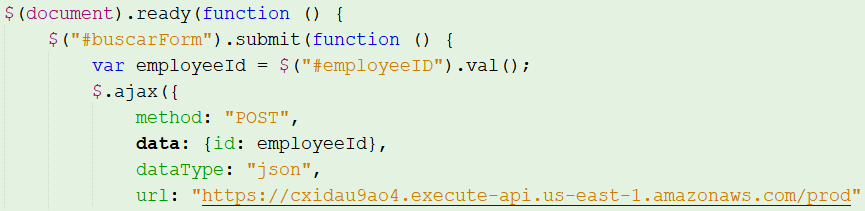 $(document).ready(function () {
$("#buscarForm").submit(function () {
var employeeId = $("#employeeID").val();
$.ajax({
method: "POST",
data: {id: employeeId},
dataType: "json",
url: "https://cxidau9ao4.execute-api.us-east-1.amazonaws.com/prod"